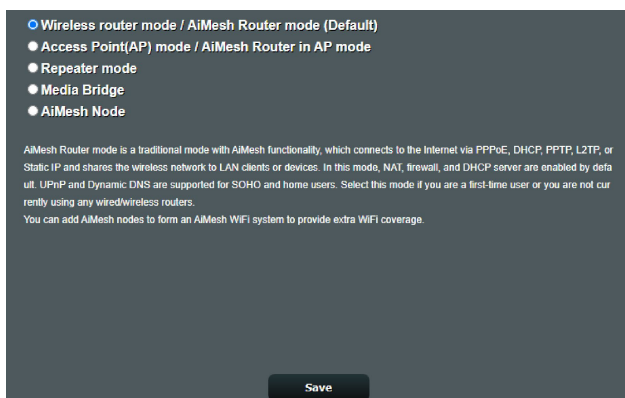 Wireless router mode / AiMesh Router mode (Default)
Access Point(AP) mode / AiMesh Router in AP mode
Repeater mode
Media Bridge
AiMesh Node
AiMesh Router mode is a traditional mode with AiMesh functionality, which connects to the Internet via PPPoE, DHCP, PPTP, L2TP, or
Static IP and shares the wireless network to LAN clients or devices. In this mode, NAT, firewall, and DHCP server are enabled by defa
ult. UPnP and Dynamic DNS are supported for SOHO and home users. Select this mode if you are a first-time user or you are not cur
rently using any wired/wireless routers.
You can add AiMesh nodes to form an AiMesh WiFi system to provide extra WiFi coverage.
Save